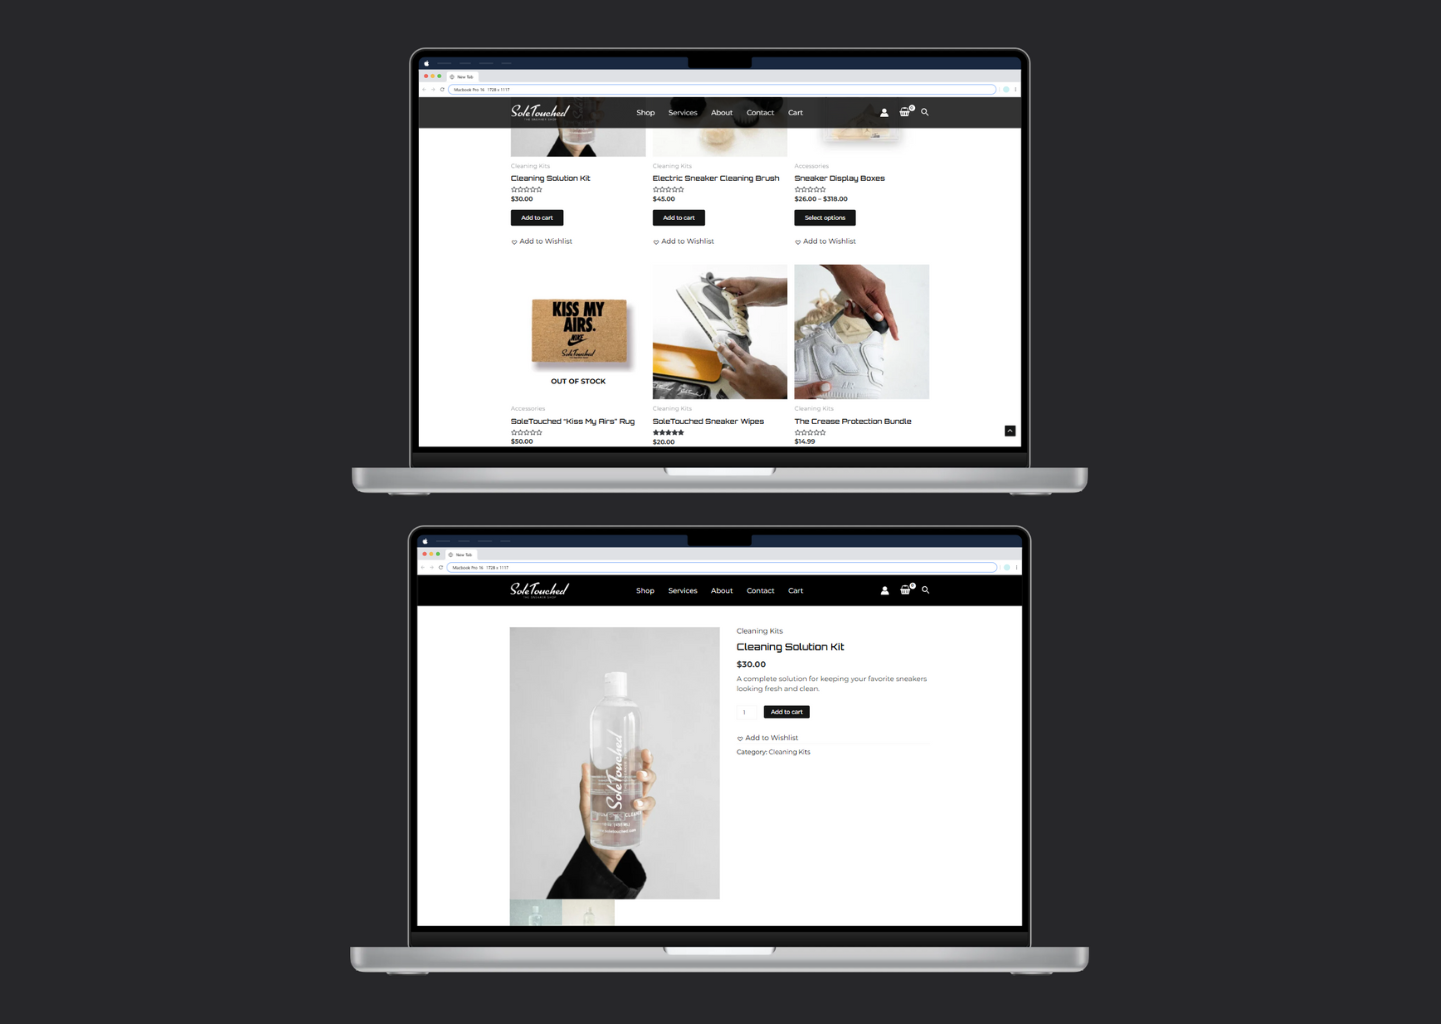 New Tab
Macbook Pro 16 1728 x 1117
SoleTouched
Shop Services About Contact Cart 0
Cleaning Kits
Cleaning Solution Kit
$30.00
Add to cart
Add to Wishlist
Cleaning Kits
Electric Sneaker Cleaning Brush
$45.00
Add to cart
Add to Wishlist
Accessories
Sneaker Display Boxes
$26.00 – $318.00
Select options
Add to Wishlist
KISS MY
AIRS.
NIKE
SoleTouched
OUT OF STOCK
Accessories
SoleTouched "Kiss My Airs" Rug
$50.00
Cleaning Kits
SoleTouched Sneaker Wipes
$20.00
Cleaning Kits
The Crease Protection Bundle
$14.99
New Tab
Macbook Pro 16 1728 x 1117
SoleTouched
Shop Services About Contact Cart 0
SoleTouched
Cleaning Kits
Cleaning Solution Kit
$30.00
A complete solution for keeping your favorite sneakers
looking fresh and clean.
1 Add to cart
Add to Wishlist
Category: Cleaning Kits